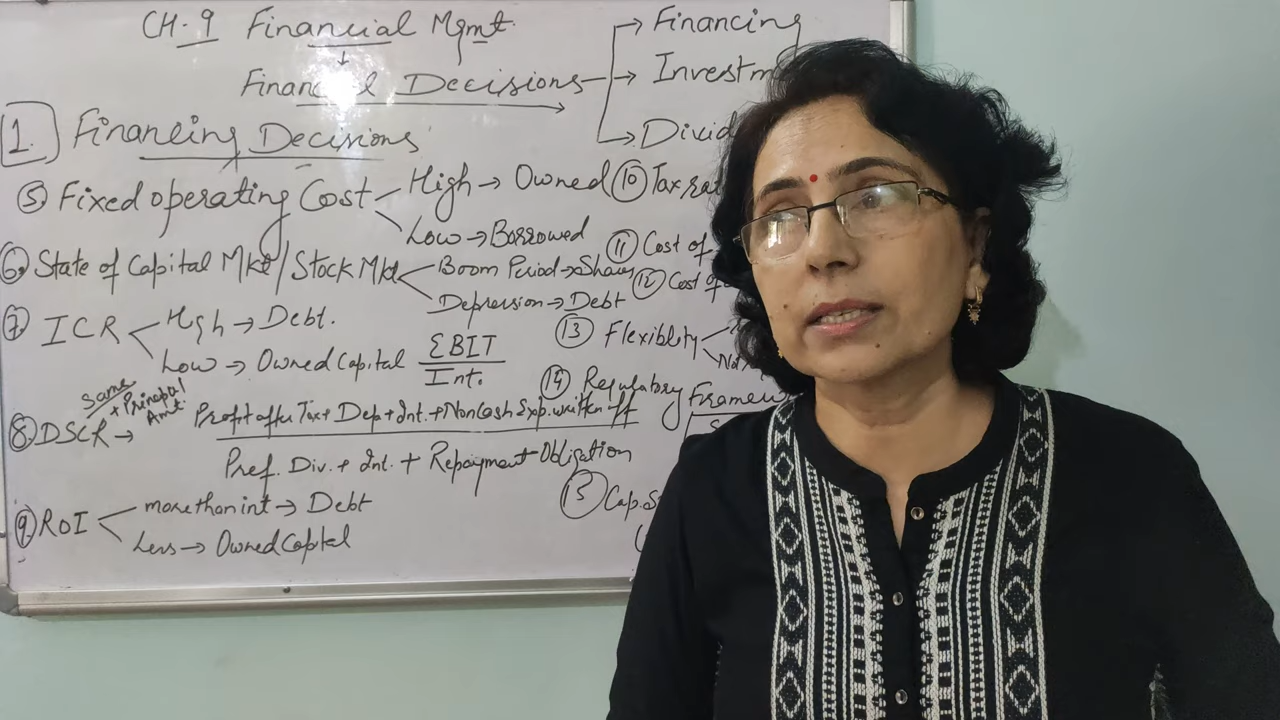 CH-9 Financial Mgmt.
Financial Decisions
Financing
Investm
Divid
1. Financing Decisions
⑤ Fixed operating Cost
High → Owned
Low → Borrowed
⑥ State of Capital Mkt/Stock Mkt
Boom Period → Shares
Depression → Debt
⑦ ICR
High → Debt.
Low → Owned Capital
EBIT
Int.
⑧ DSCR →
Same + Principal Amt.
Profit after Tax + Dep + Int. + Non Cash Exp. written off
Pref. Div. + Int. + Repayment Obligation
⑨ RoI
more than int → Debt
Less → Owned Capital
⑩ Tax rat
⑪ Cost of
⑫ Cost of
⑬ Flexiblity
⑭ Regulatory Framew
⑮ Cap. S